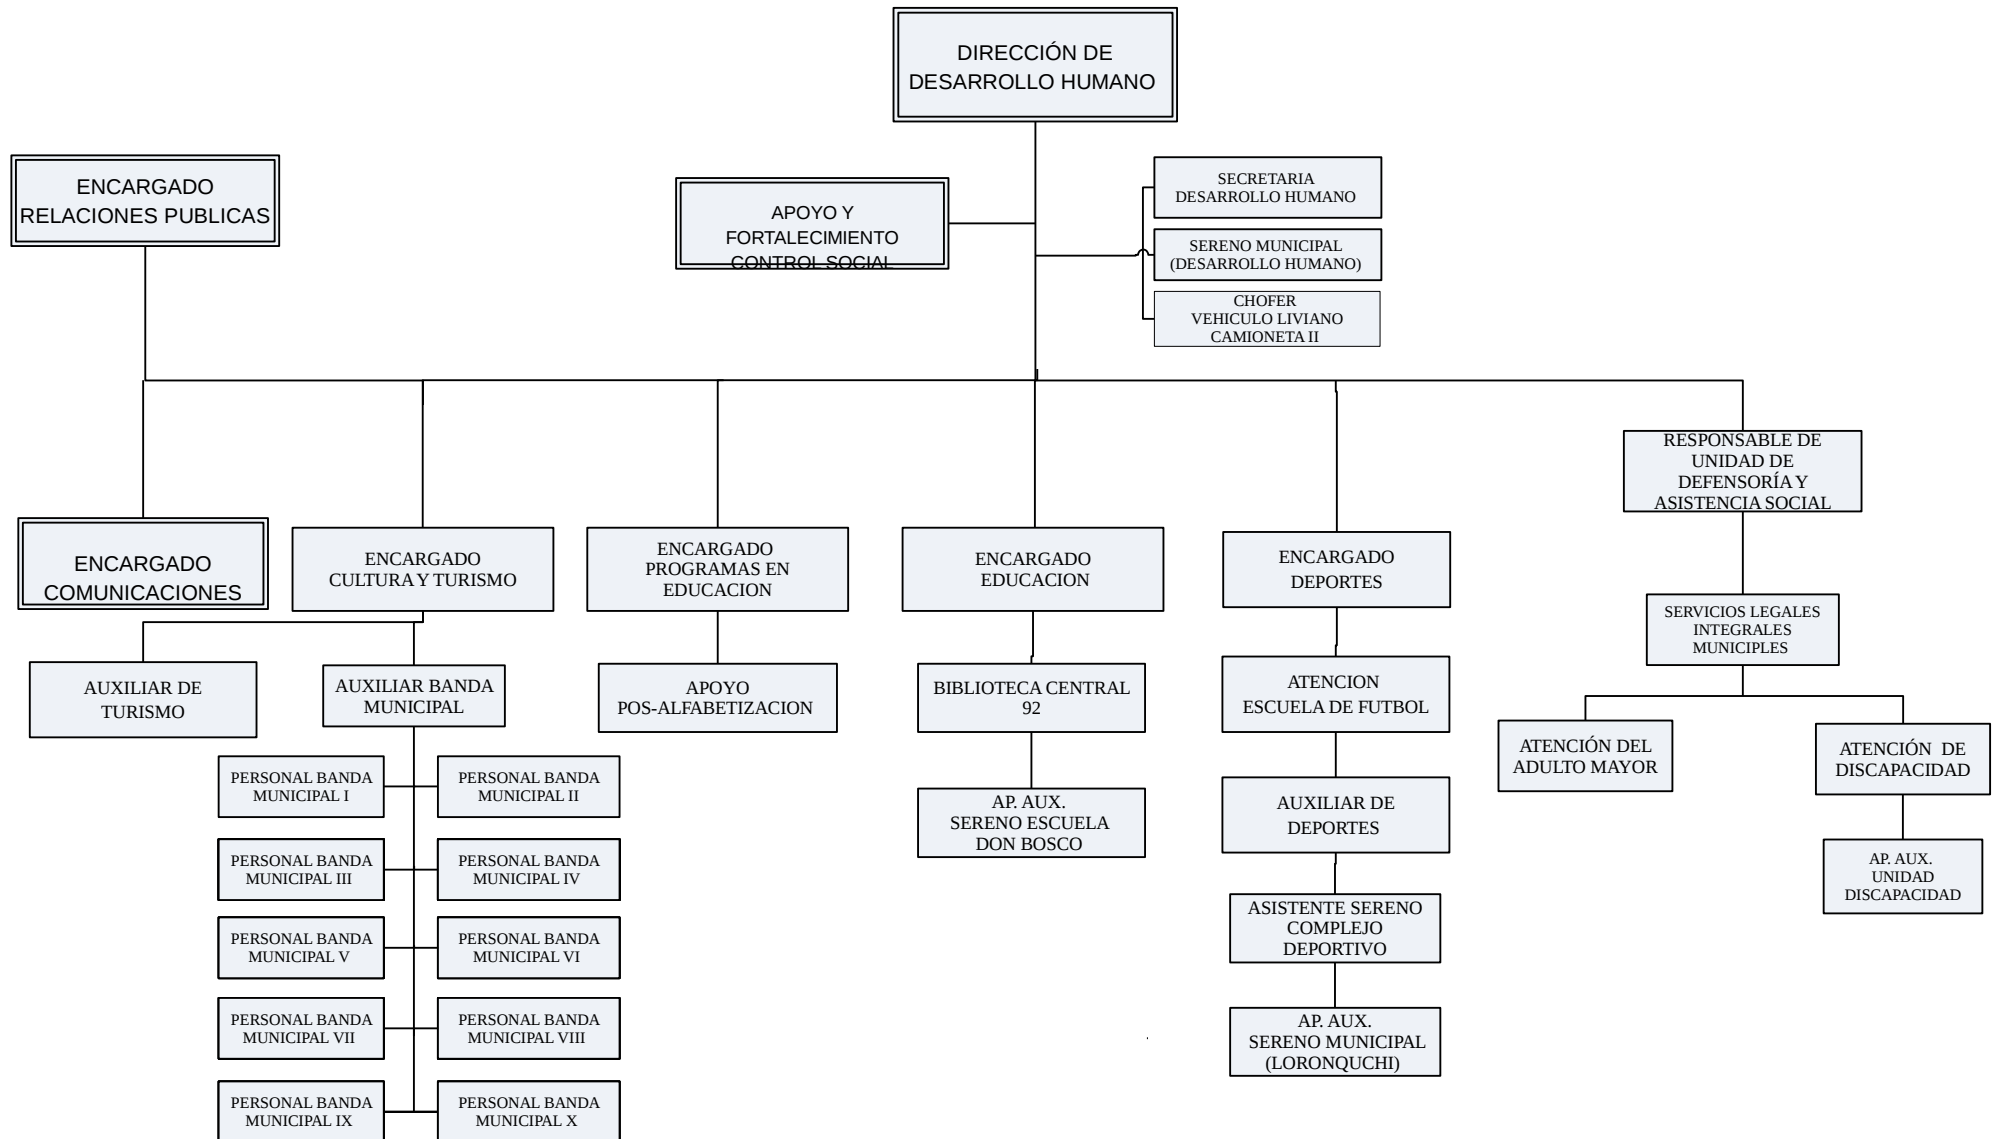 DIRECCIÓN DE
DESARROLLO HUMANO
ENCARGADO
RELACIONES PUBLICAS
APOYO Y
FORTALECIMIENTO
CONTROL SOCIAL
SECRETARIA
DESARROLLO HUMANO
SERENO MUNICIPAL
(DESARROLLO HUMANO)
CHOFER
VEHICULO LIVIANO
CAMIONETA II
RESPONSABLE DE
UNIDAD DE
DEFENSORÍA Y
ASISTENCIA SOCIAL
ENCARGADO
COMUNICACIONES
ENCARGADO
CULTURA Y TURISMO
ENCARGADO
PROGRAMAS EN
EDUCACION
ENCARGADO
EDUCACION
ENCARGADO
DEPORTES
SERVICIOS LEGALES
INTEGRALES
MUNICIPLES
AUXILIAR DE
TURISMO
AUXILIAR BANDA
MUNICIPAL
APOYO
POS-ALFABETIZACION
BIBLIOTECA CENTRAL
92
ATENCION
ESCUELA DE FUTBOL
ATENCIÓN DEL
ADULTO MAYOR
ATENCIÓN DE
DISCAPACIDAD
PERSONAL BANDA
MUNICIPAL I
PERSONAL BANDA
MUNICIPAL II
AP. AUX.
SERENO ESCUELA
DON BOSCO
AUXILIAR DE
DEPORTES
PERSONAL BANDA
MUNICIPAL III
PERSONAL BANDA
MUNICIPAL IV
AP. AUX.
UNIDAD
DISCAPACIDAD
PERSONAL BANDA
MUNICIPAL V
PERSONAL BANDA
MUNICIPAL VI
ASISTENTE SERENO
COMPLEJO
DEPORTIVO
PERSONAL BANDA
MUNICIPAL VII
PERSONAL BANDA
MUNICIPAL VIII
AP. AUX.
SERENO MUNICIPAL
(LORONQUCHI)
PERSONAL BANDA
MUNICIPAL IX
PERSONAL BANDA
MUNICIPAL X